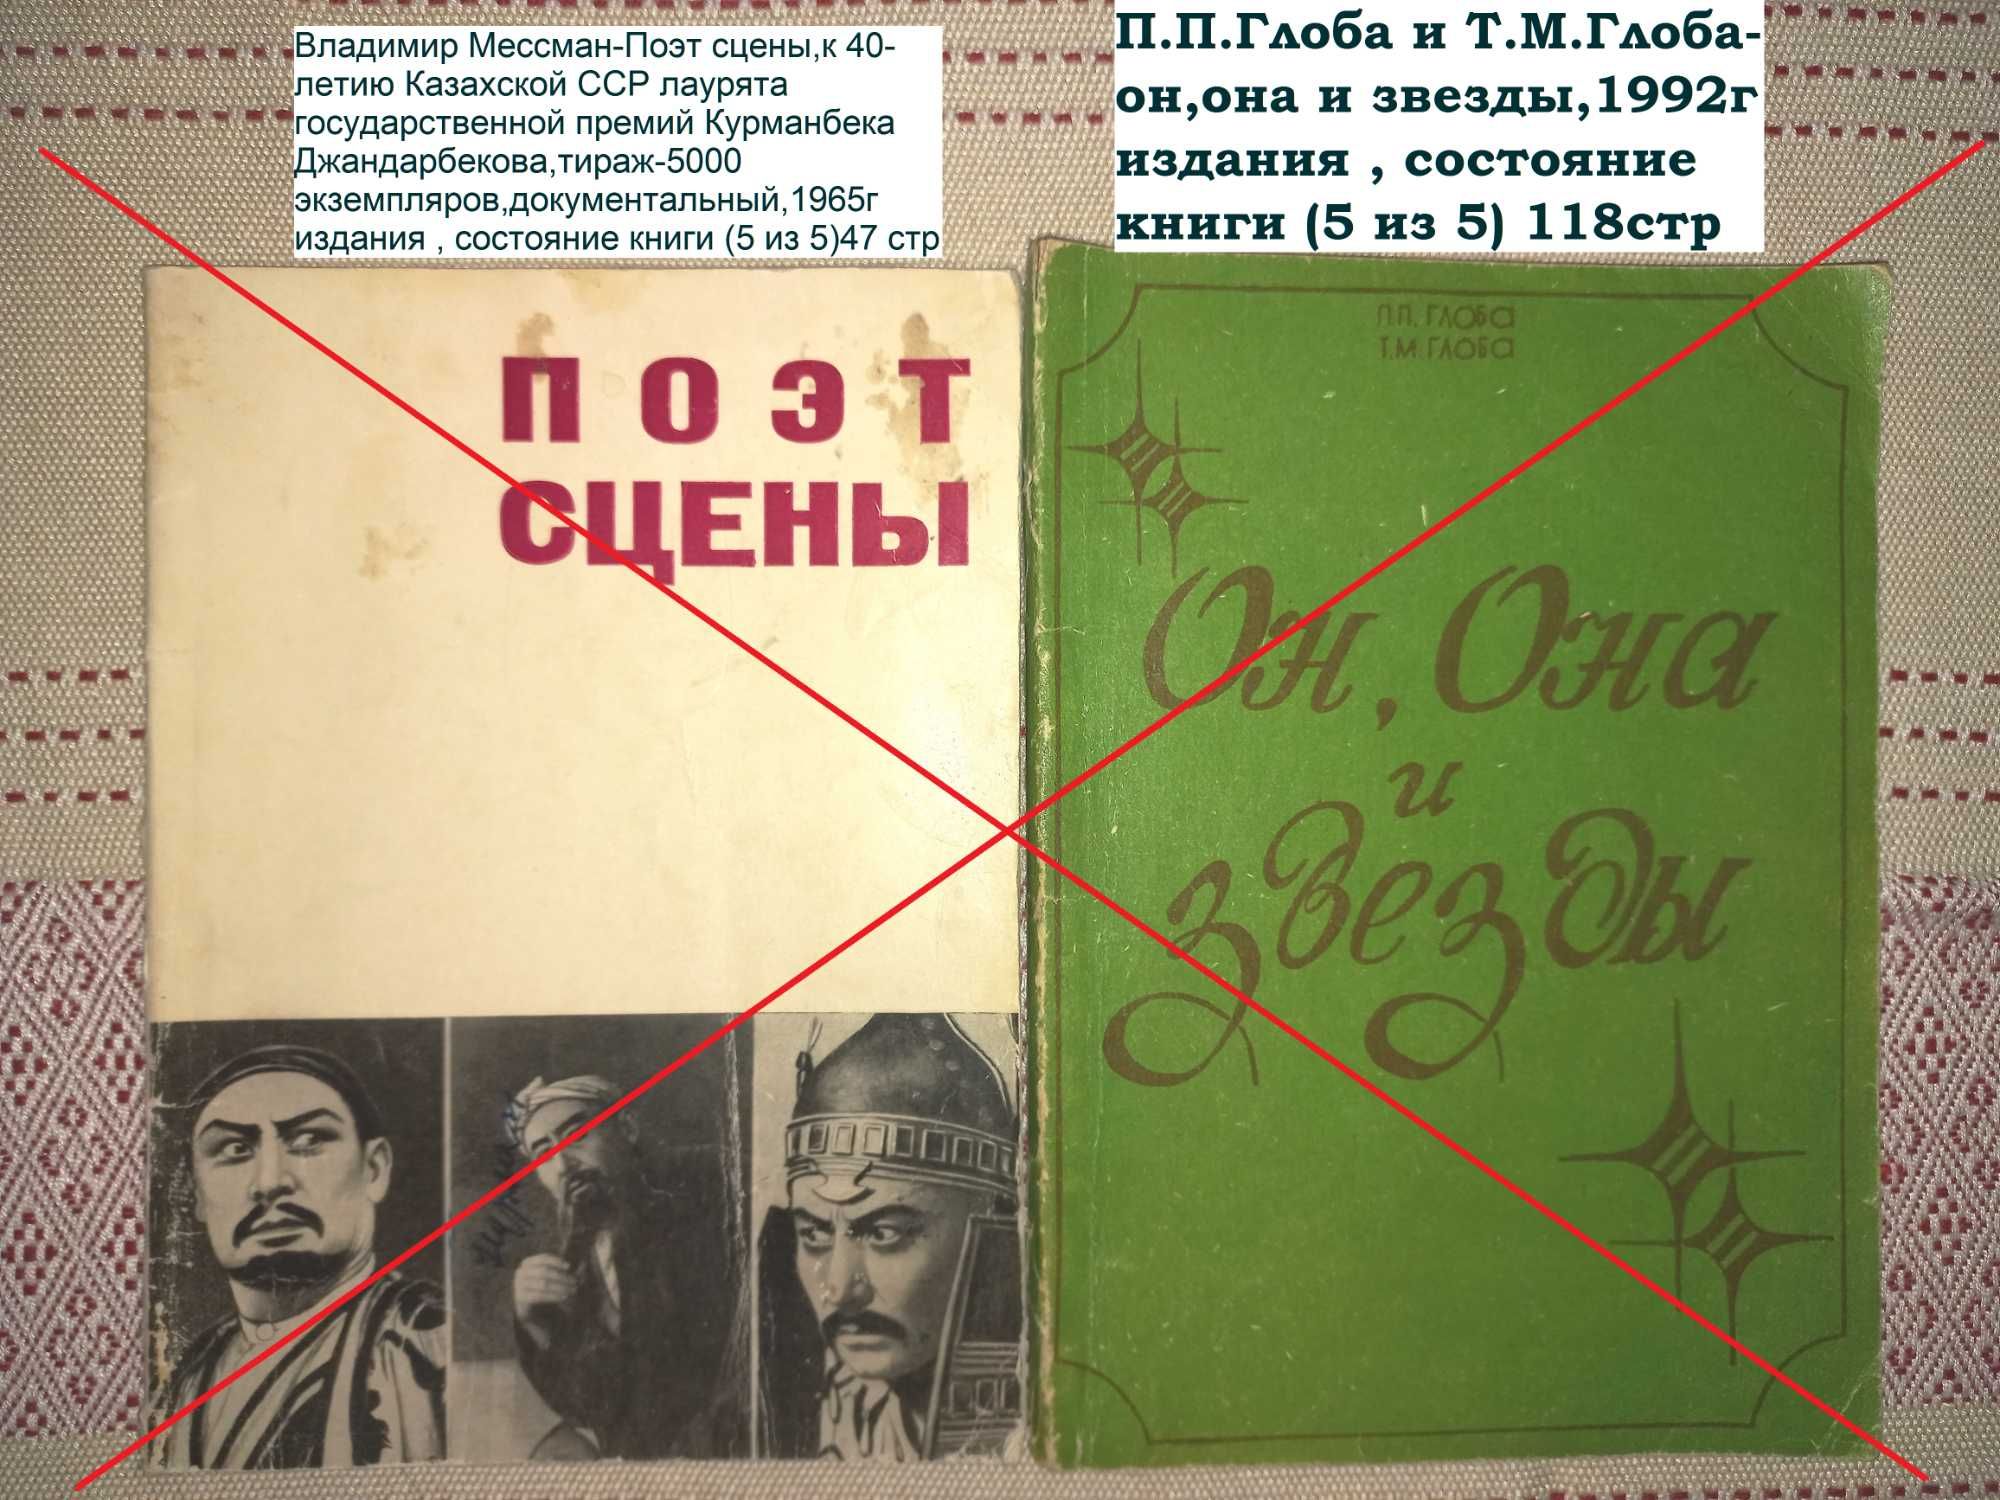 Владимир Мессман-Поэт сцены,к 40-
летию Казахской ССР лаурята
государственной премий Курманбека
Джандарбекова,тираж-5000
экземпляров,документальный,1965г
издания , состояние книги (5 из 5)47 стр
П.П.Глоба и Т.М.Глоба-
он,она и звезды,1992г
издания , состояние
книги (5 из 5) 118стр
ПОЭТ
СЦЕНЫ
П.П. ГЛОБА
Т.М ГЛОБА
Он, Она
и
звезды